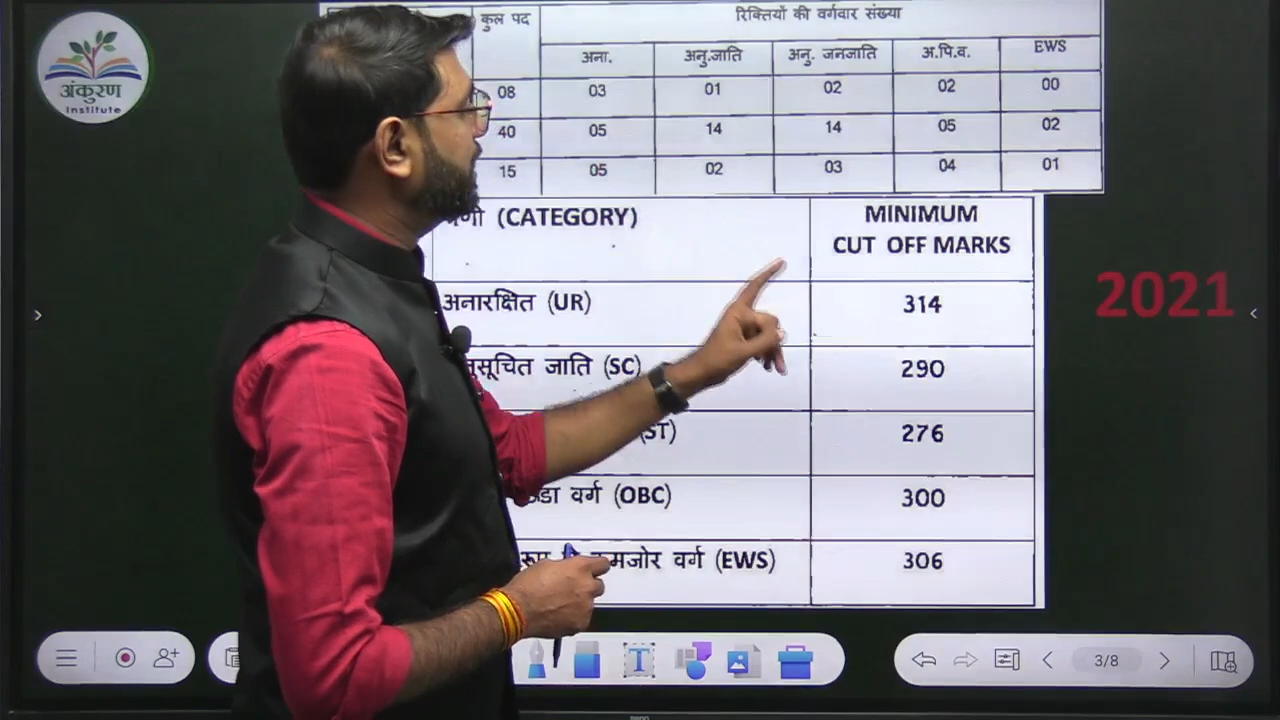 अंकुरण
Institute
कुल पद रिक्तियों की वर्गवार संख्या
अना. अनु.जाति अनु. जनजाति अ.पि.व. EWS
08 03 01 02 02 00
40 05 14 14 05 02
15 05 02 03 04 01
(CATEGORY) MINIMUM
CUT OFF MARKS
अनारक्षित (UR) 314
जाति (SC) 290
(ST) 276
वर्ग (OBC) 300
वर्ग (EWS) 306
2021
3/8